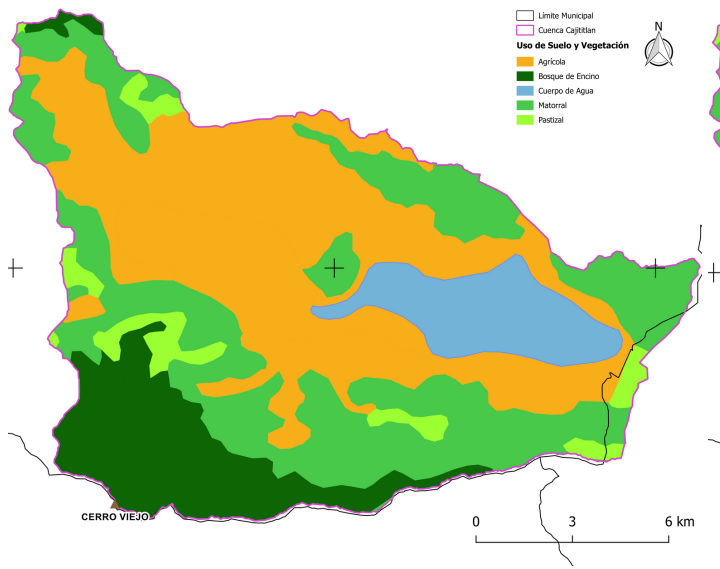 Límite Municipal
Cuenca Cajititlan
Uso de Suelo y Vegetación
Agrícola
Bosque de Encino
Cuerpo de Agua
Matorral
Pastizal
N
CERRO VIEJO
0 3 6 km